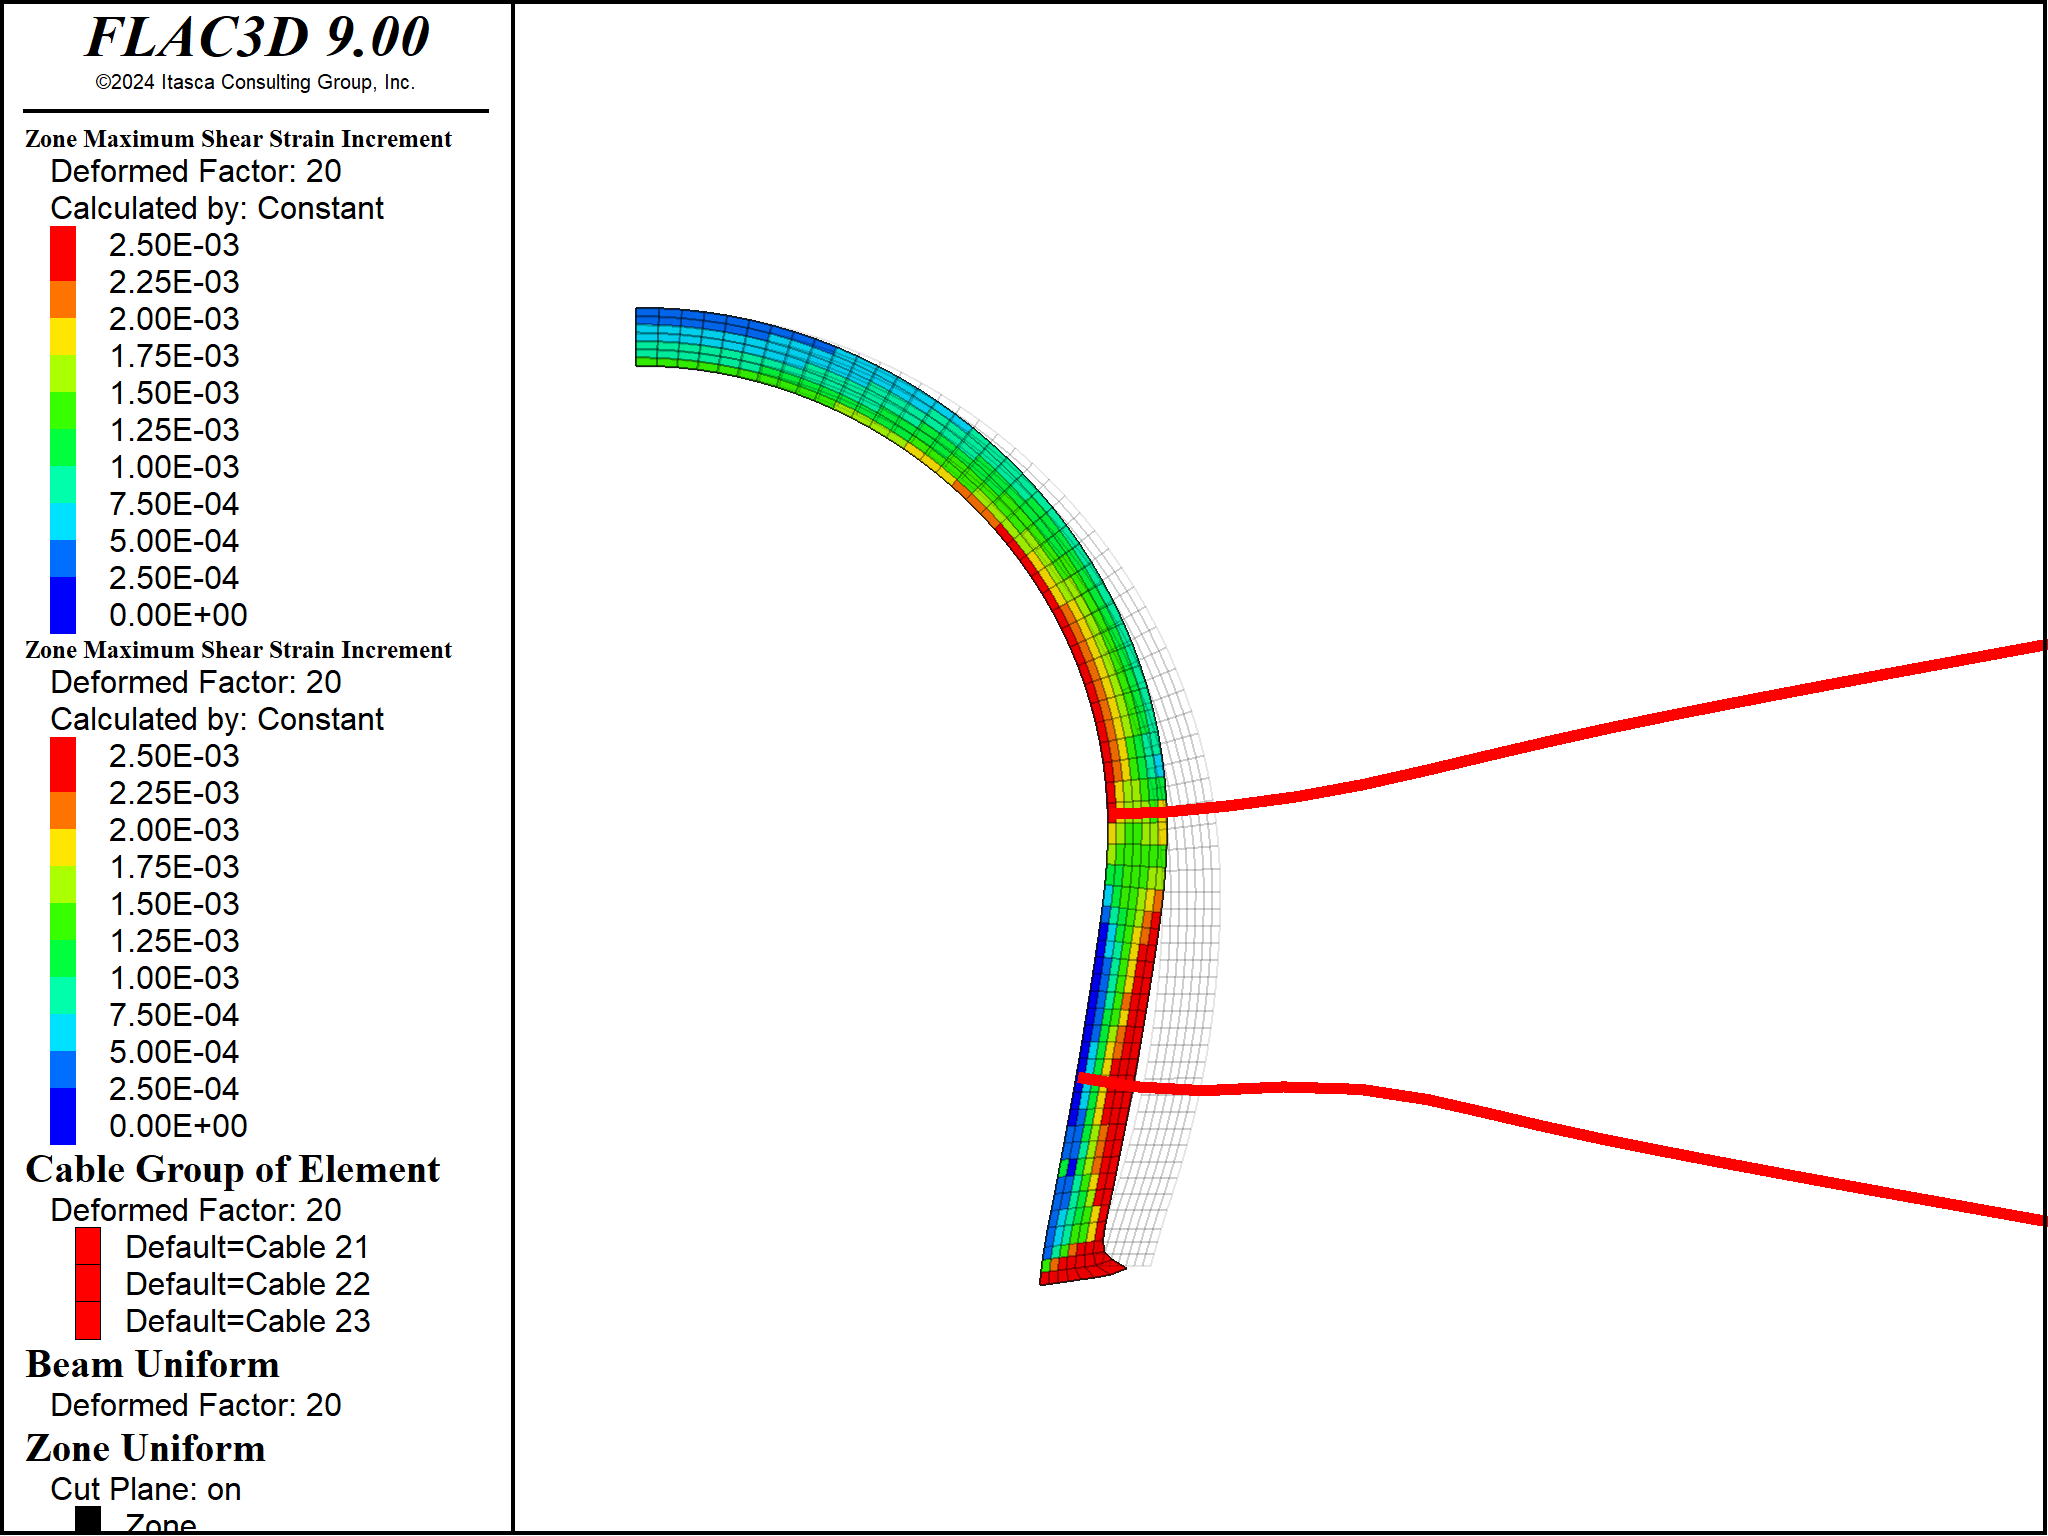 FLAC3D 9.00
©2024 Itasca Consulting Group, Inc.
Zone Maximum Shear Strain Increment
Deformed Factor: 20
Calculated by: Constant
2.50E-03
2.25E-03
2.00E-03
1.75E-03
1.50E-03
1.25E-03
1.00E-03
7.50E-04
5.00E-04
2.50E-04
0.00E+00
Zone Maximum Shear Strain Increment
Deformed Factor: 20
Calculated by: Constant
2.50E-03
2.25E-03
2.00E-03
1.75E-03
1.50E-03
1.25E-03
1.00E-03
7.50E-04
5.00E-04
2.50E-04
0.00E+00
Cable Group of Element
Deformed Factor: 20
Default=Cable 21
Default=Cable 22
Default=Cable 23
Beam Uniform
Deformed Factor: 20
Zone Uniform
Cut Plane: on
Zone